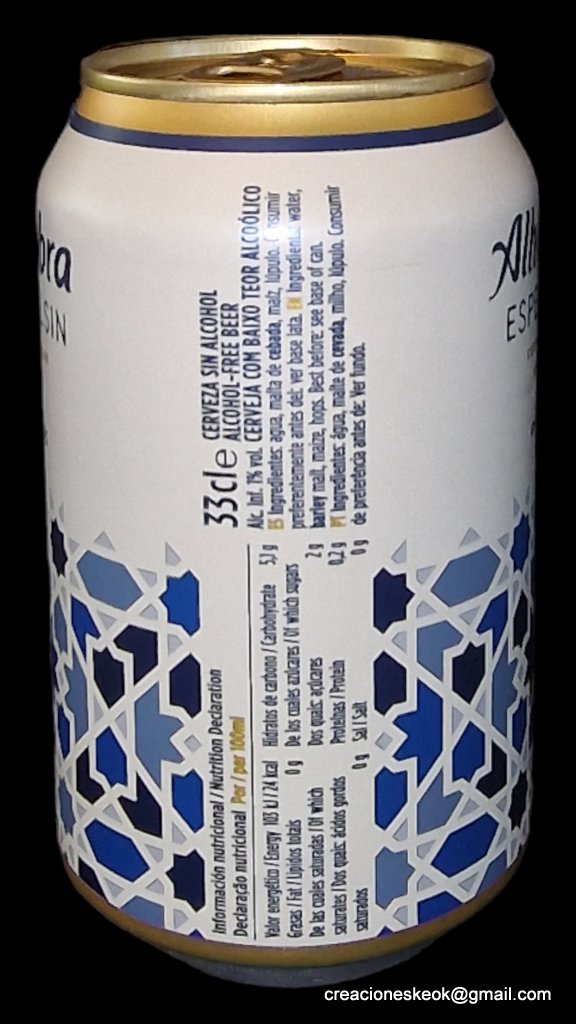 bra
SIN
Alh
ESP
33cl e CERVEZA SIN ALCOHOL
ALCOHOL-FREE BEER
Alc. Inf. 1% vol. CERVEJA COM BAIXO TEOR ALCOÓLICO
ES Ingredientes: agua, malta de cebada, maíz, lúpulo. Consumir
preferentemente antes del: ver base lata. EN Ingredients: water,
barley malt, maize, hops. Best before: see base of can.
PT Ingredientes: água, malte de cevada, milho, lúpulo. Consumir
de preferência antes de: Ver fundo.
Información nutricional / Nutrition Declaration
Declaração nutricional Por / per 100ml
Valor energético / Energy 103 kJ / 24 kcal
Grasas / Fat / Lípidos totais 0 g
De las cuales saturadas / Of which
saturates / Dos quais: ácidos gordos
saturados 0 g
Hidratos de carbono / Carbohydrate 5,1 g
De los cuales azúcares / Of which sugars
Dos quais: açúcares 2 g
Proteínas / Protein 0,2 g
Sal / Salt 0 g
creacioneskeok@gmail.com